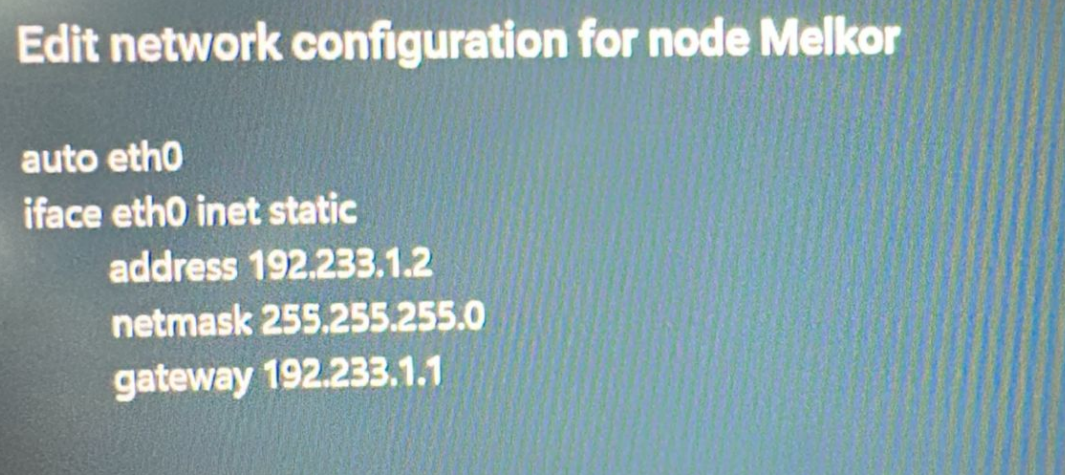 Edit network configuration for node Melkor
auto eth0
iface eth0 inet static
address 192.233.1.2
netmask 255.255.255.0
gateway 192.233.1.1